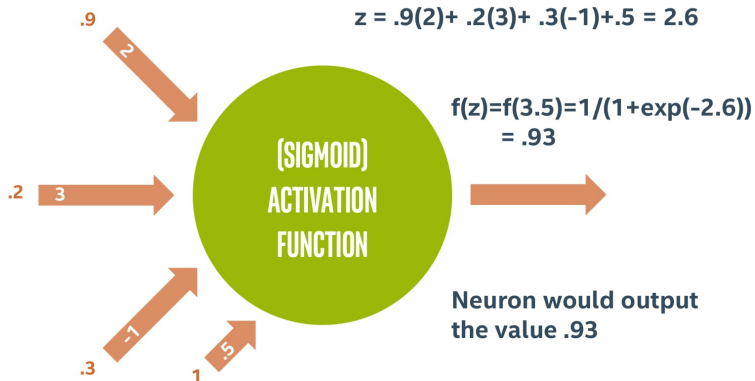 .9
2
z = .9(2)+ .2(3)+ .3(-1)+.5 = 2.6
f(z)=f(3.5)=1/(1+exp(-2.6))
= .93
.2
3
(SIGMOID)
ACTIVATION
FUNCTION
.3
-1
1
.5
Neuron would output
the value .93